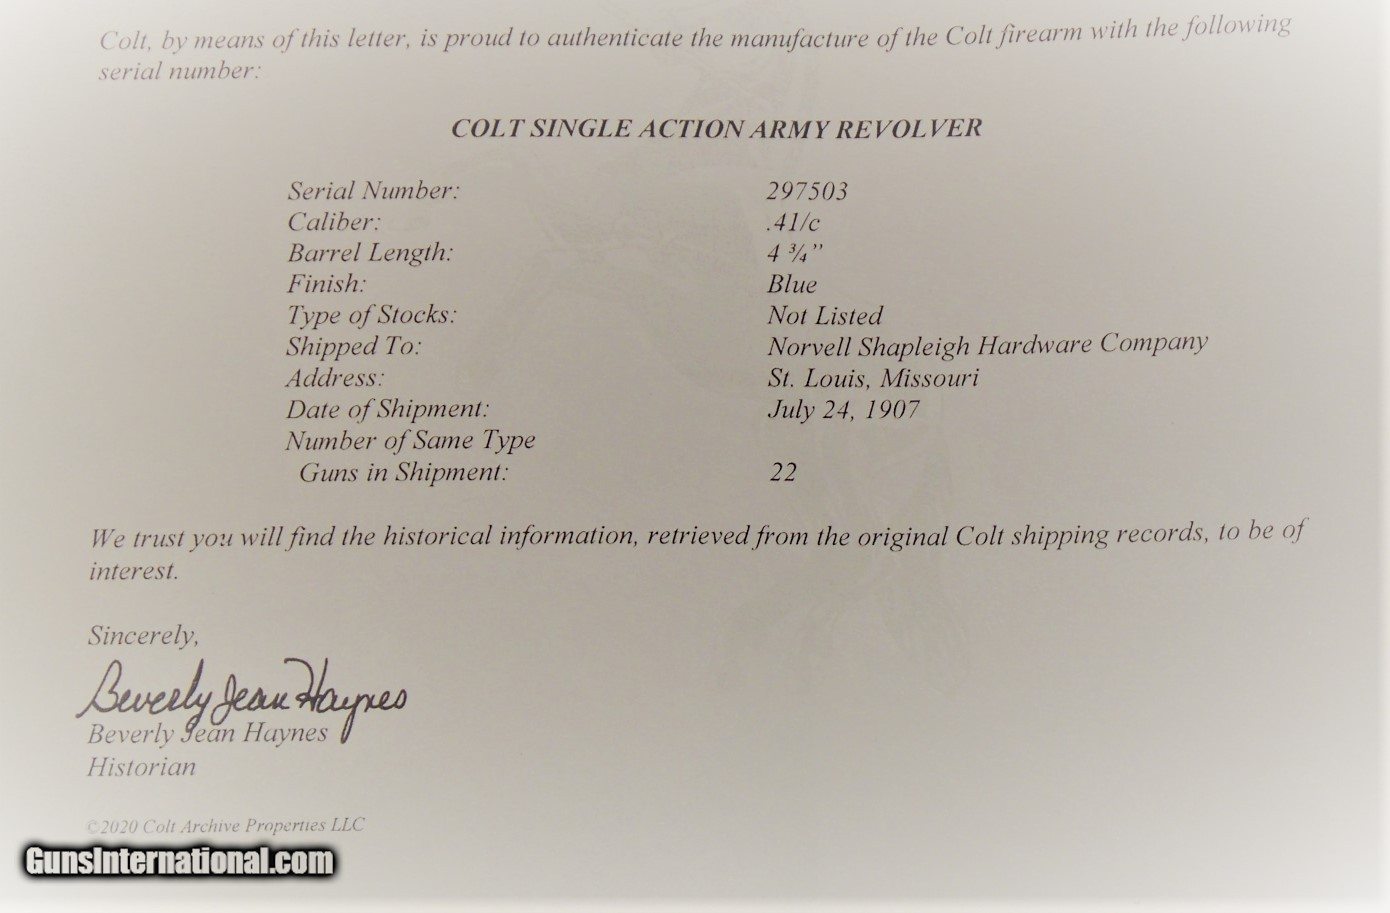 Colt, by means of this letter, is proud to authenticate the manufacture of the Colt firearm with the following
serial number:
COLT SINGLE ACTION ARMY REVOLVER
Serial Number: 297503
Caliber: .41/c
Barrel Length: 4 ¾”
Finish: Blue
Type of Stocks: Not Listed
Shipped To: Norvell Shapleigh Hardware Company
Address: St. Louis, Missouri
Date of Shipment: July 24, 1907
Number of Same Type
Guns in Shipment: 22
We trust you will find the historical information, retrieved from the original Colt shipping records, to be of
interest.
Sincerely,
Beverly Jean Haynes
Beverly Jean Haynes
Historian
©2020 Colt Archive Properties LLC
GunsInternational.com